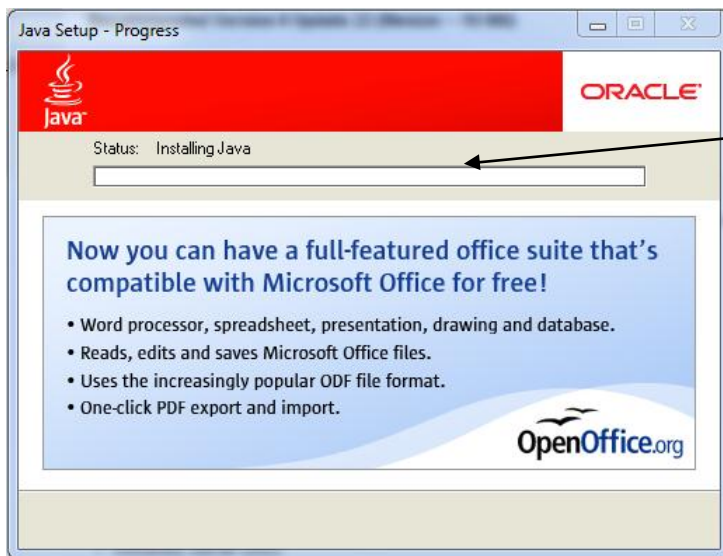 Java Setup - Progress
Java
ORACLE
Status: Installing Java
Now you can have a full-featured office suite that's
compatible with Microsoft Office for free!
• Word processor, spreadsheet, presentation, drawing and database.
• Reads, edits and saves Microsoft Office files.
• Uses the increasingly popular ODF file format.
• One-click PDF export and import.
OpenOffice.org